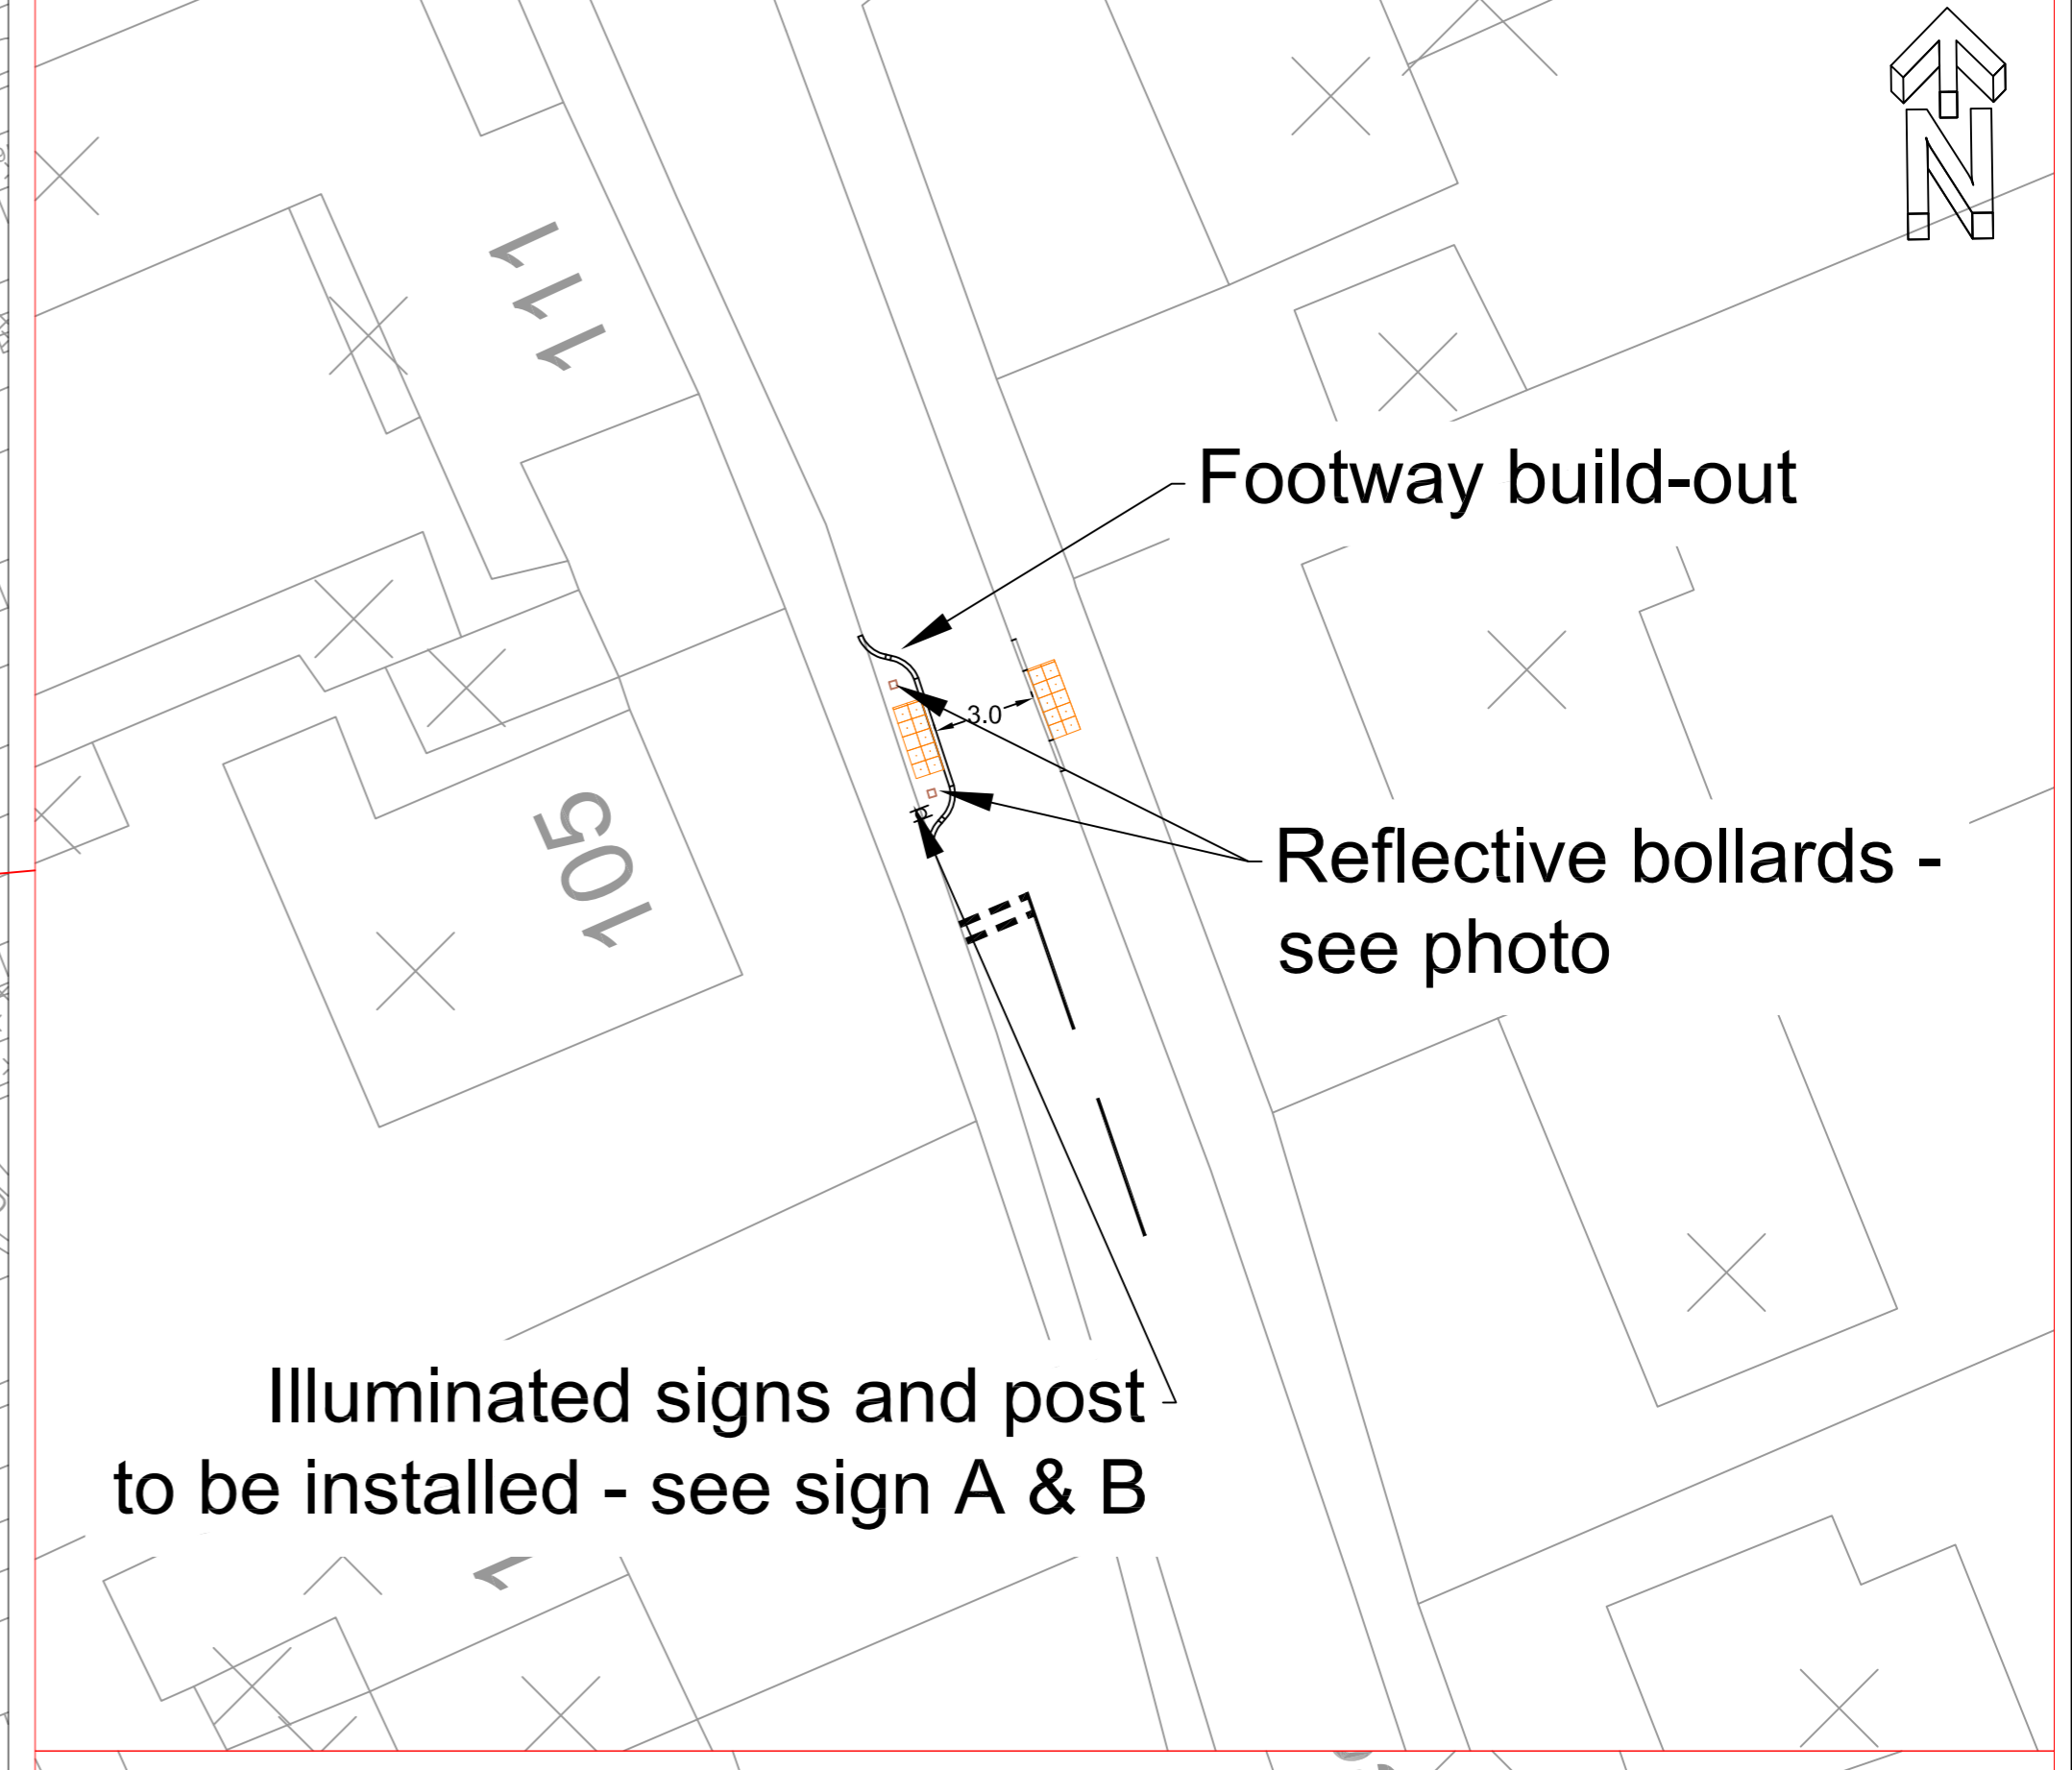 N
111
Footway build-out
3.0
105
Reflective bollards -
see photo
Illuminated signs and post
to be installed - see sign A & B